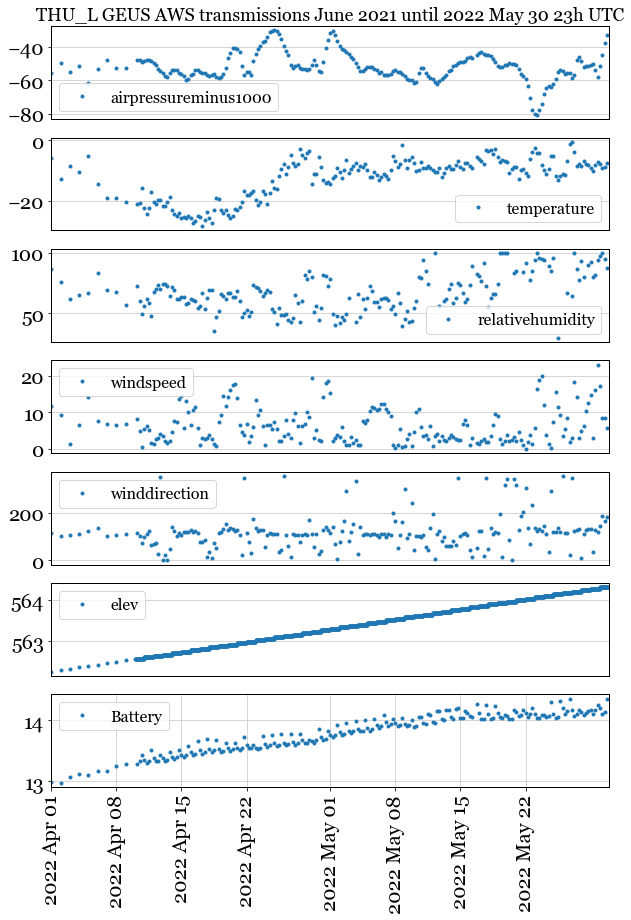 THU_L GEUS AWS transmissions June 2021 until 2022 May 30 23h UTC
−40
−60
−80
airpressureminus1000
0
−20
temperature
100
50
relativehumidity
20
10
0
windspeed
200
0
winddirection
564
563
elev
14
13
Battery
2022 Apr 01
2022 Apr 08
2022 Apr 15
2022 Apr 22
2022 May 01
2022 May 08
2022 May 15
2022 May 22